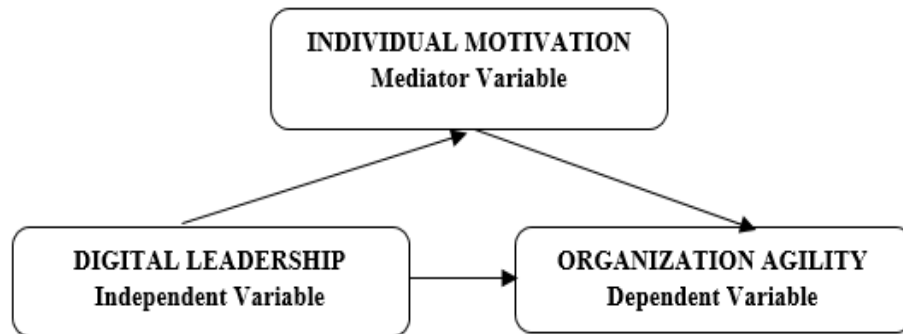 INDIVIDUAL MOTIVATION
Mediator Variable
DIGITAL LEADERSHIP
Independent Variable
ORGANIZATION AGILITY
Dependent Variable